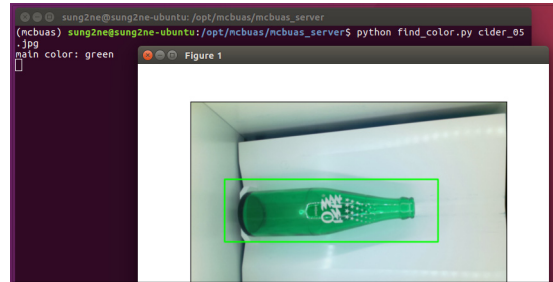 sung2ne@sung2ne-ubuntu: /opt/mcbuas/mcbuas_server
(mcbuas) sung2ne@sung2ne-ubuntu:/opt/mcbuas/mcbuas_server$ python find_color.py cider_05
.jpg
main color: green
Figure 1